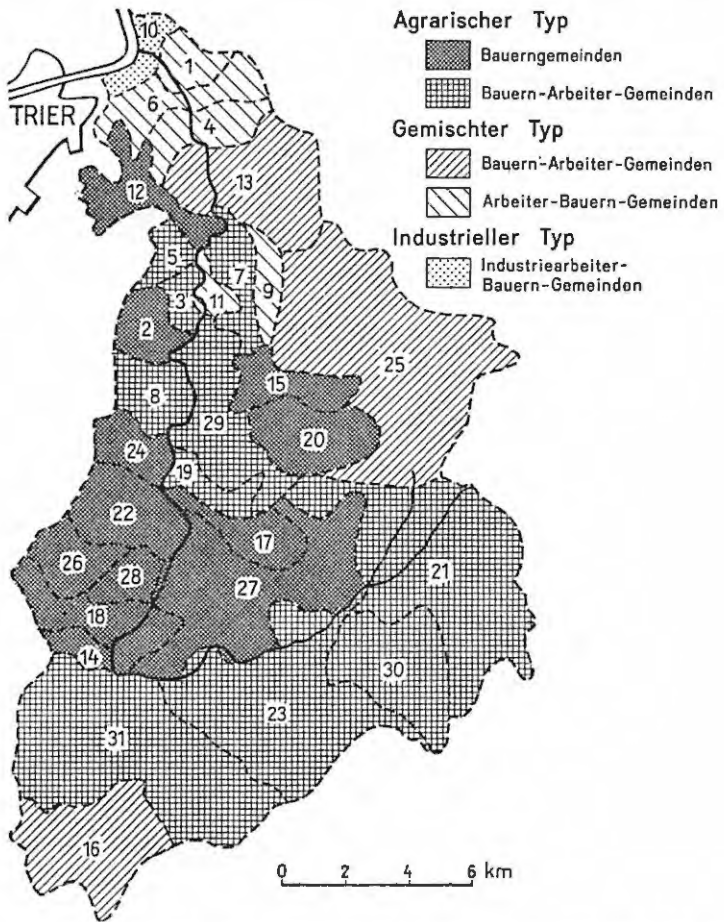 Agrarischer Typ
Bauerngemeinden
Bauern-Arbeiter-Gemeinden
Gemischter Typ
Bauern-Arbeiter-Gemeinden
Arbeiter-Bauern-Gemeinden
Industrieller Typ
Industriearbeiter-
Bauern-Gemeinden
10
1
6
TRIER
4
13
12
5
7
9
3
11
2
25
15
8
29
20
24
19
22
17
21
26
28
27
18
14
30
23
31
16
0 2 4 6 km